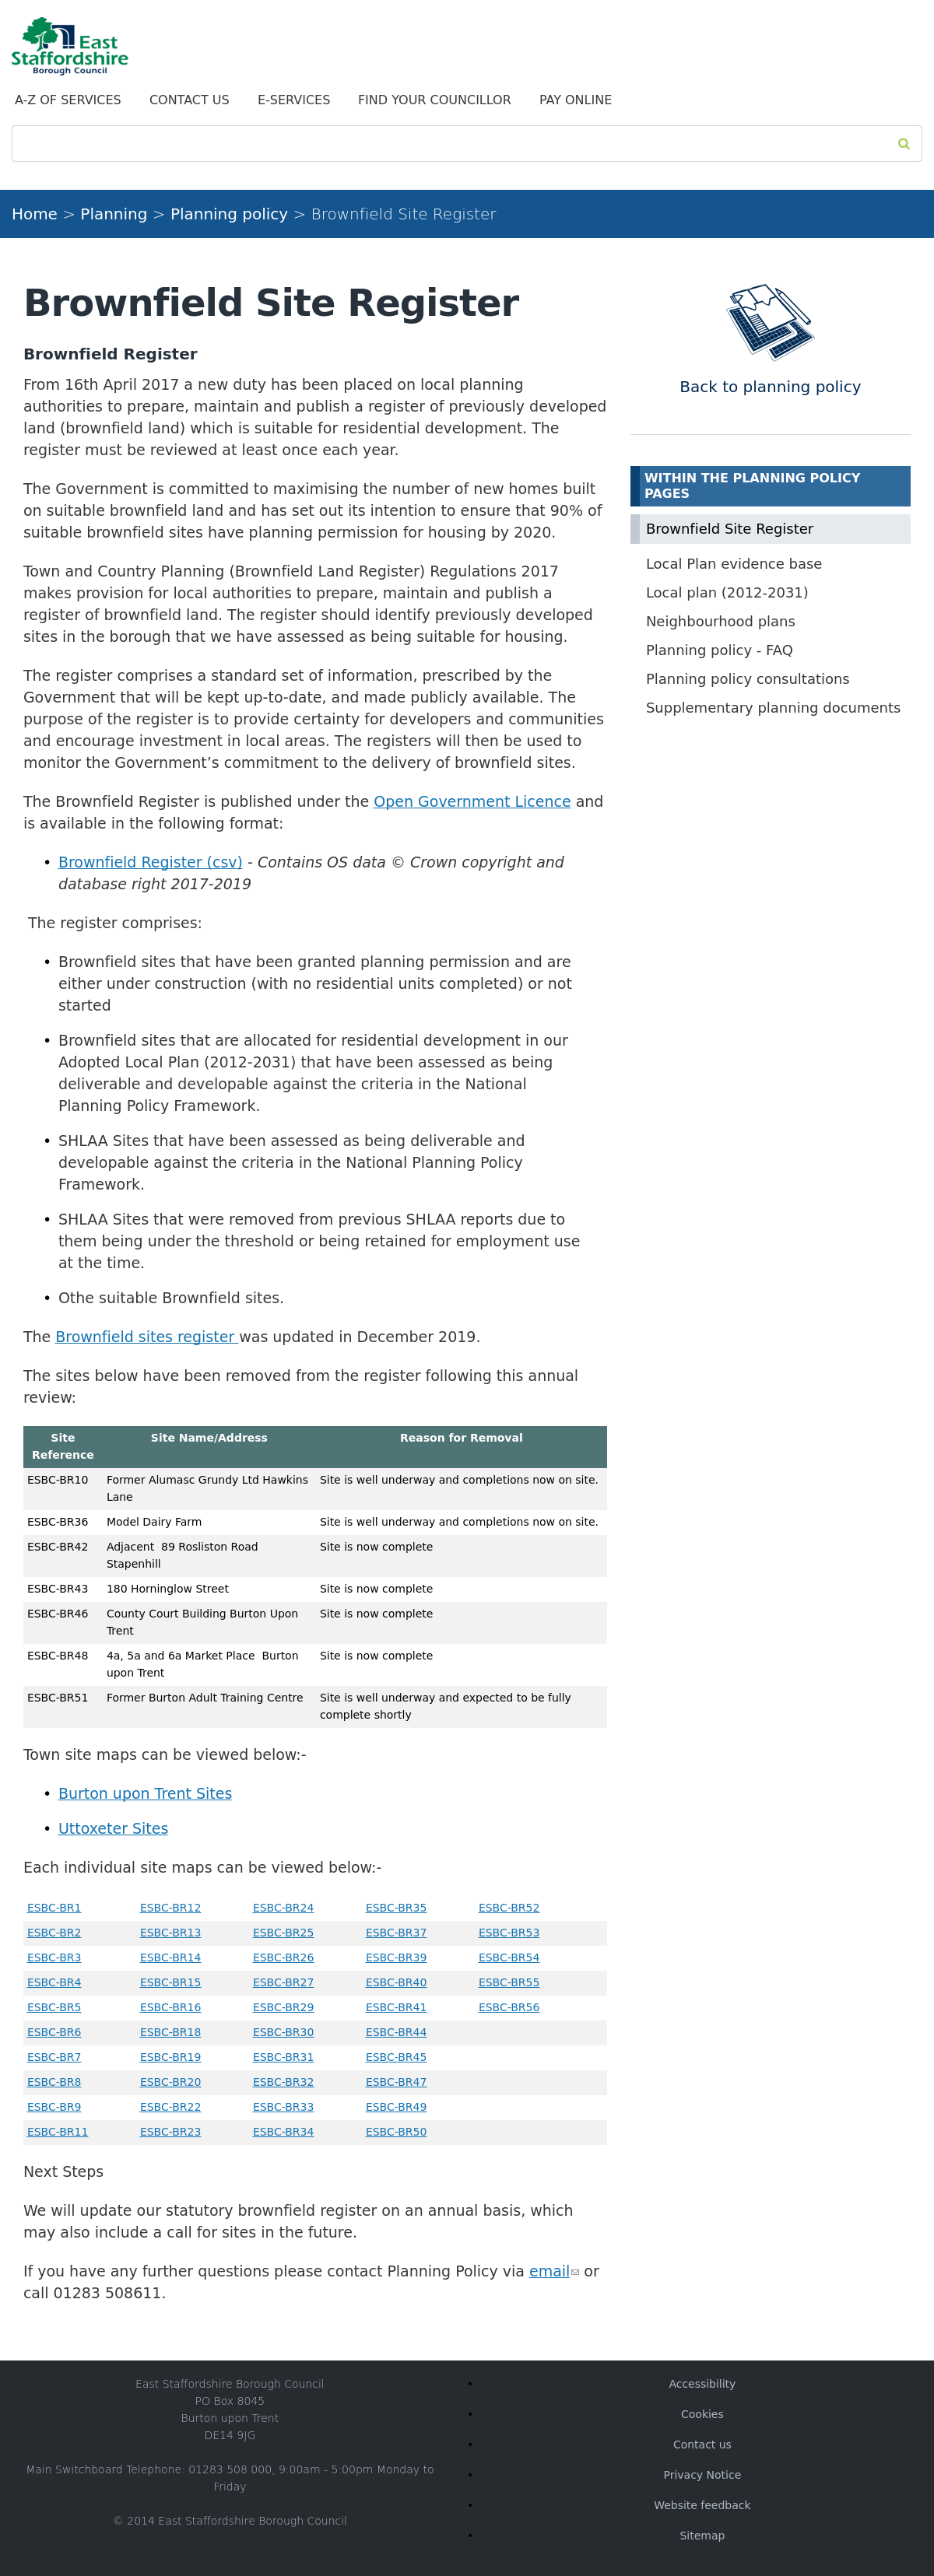 East
Staffordshire
Borough Council
A-Z OF SERVICES CONTACT US E-SERVICES FIND YOUR COUNCILLOR PAY ONLINE
Home > Planning > Planning policy > Brownfield Site Register
Brownfield Site Register
Brownfield Register
From 16th April 2017 a new duty has been placed on local planning
authorities to prepare, maintain and publish a register of previously developed
land (brownfield land) which is suitable for residential development. The
register must be reviewed at least once each year.
The Government is committed to maximising the number of new homes built
on suitable brownfield land and has set out its intention to ensure that 90% of
suitable brownfield sites have planning permission for housing by 2020.
Town and Country Planning (Brownfield Land Register) Regulations 2017
makes provision for local authorities to prepare, maintain and publish a
register of brownfield land. The register should identify previously developed
sites in the borough that we have assessed as being suitable for housing.
The register comprises a standard set of information, prescribed by the
Government that will be kept up-to-date, and made publicly available. The
purpose of the register is to provide certainty for developers and communities
and encourage investment in local areas. The registers will then be used to
monitor the Government’s commitment to the delivery of brownfield sites.
The Brownfield Register is published under the Open Government Licence and
is available in the following format:
• Brownfield Register (csv) - Contains OS data © Crown copyright and
database right 2017-2019
The register comprises:
• Brownfield sites that have been granted planning permission and are
either under construction (with no residential units completed) or not
started
• Brownfield sites that are allocated for residential development in our
Adopted Local Plan (2012-2031) that have been assessed as being
deliverable and developable against the criteria in the National
Planning Policy Framework.
• SHLAA Sites that have been assessed as being deliverable and
developable against the criteria in the National Planning Policy
Framework.
• SHLAA Sites that were removed from previous SHLAA reports due to
them being under the threshold or being retained for employment use
at the time.
• Othe suitable Brownfield sites.
The Brownfield sites register was updated in December 2019.
The sites below have been removed from the register following this annual
review:
Site Site Name/Address Reason for Removal
Reference
ESBC-BR10 Former Alumasc Grundy Ltd Hawkins Site is well underway and completions now on site.
Lane
ESBC-BR36 Model Dairy Farm Site is well underway and completions now on site.
ESBC-BR42 Adjacent 89 Rosliston Road Site is now complete
Stapenhill
ESBC-BR43 180 Horninglow Street Site is now complete
ESBC-BR46 County Court Building Burton Upon Site is now complete
Trent
ESBC-BR48 4a, 5a and 6a Market Place Burton Site is now complete
upon Trent
ESBC-BR51 Former Burton Adult Training Centre Site is well underway and expected to be fully
complete shortly
Town site maps can be viewed below:-
• Burton upon Trent Sites
• Uttoxeter Sites
Each individual site maps can be viewed below:-
ESBC-BR1 ESBC-BR12 ESBC-BR24 ESBC-BR35 ESBC-BR52
ESBC-BR2 ESBC-BR13 ESBC-BR25 ESBC-BR37 ESBC-BR53
ESBC-BR3 ESBC-BR14 ESBC-BR26 ESBC-BR39 ESBC-BR54
ESBC-BR4 ESBC-BR15 ESBC-BR27 ESBC-BR40 ESBC-BR55
ESBC-BR5 ESBC-BR16 ESBC-BR29 ESBC-BR41 ESBC-BR56
ESBC-BR6 ESBC-BR18 ESBC-BR30 ESBC-BR44
ESBC-BR7 ESBC-BR19 ESBC-BR31 ESBC-BR45
ESBC-BR8 ESBC-BR20 ESBC-BR32 ESBC-BR47
ESBC-BR9 ESBC-BR22 ESBC-BR33 ESBC-BR49
ESBC-BR11 ESBC-BR23 ESBC-BR34 ESBC-BR50
Next Steps
We will update our statutory brownfield register on an annual basis, which
may also include a call for sites in the future.
If you have any further questions please contact Planning Policy via email or
call 01283 508611.
Back to planning policy
WITHIN THE PLANNING POLICY
PAGES
Brownfield Site Register
Local Plan evidence base
Local plan (2012-2031)
Neighbourhood plans
Planning policy - FAQ
Planning policy consultations
Supplementary planning documents
East Staffordshire Borough Council
PO Box 8045
Burton upon Trent
DE14 9JG
Main Switchboard Telephone: 01283 508 000, 9:00am - 5:00pm Monday to
Friday
© 2014 East Staffordshire Borough Council
• Accessibility
• Cookies
• Contact us
• Privacy Notice
• Website feedback
• Sitemap